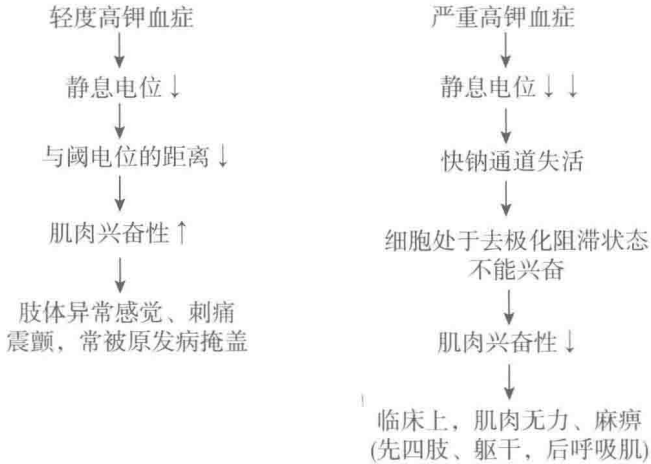 轻度高钾血症
静息电位↓
与阈电位的距离↓
肌肉兴奋性↑
肢体异常感觉、刺痛
震颤，常被原发病掩盖
严重高钾血症
静息电位↓↓
快钠通道失活
细胞处于去极化阻滞状态
不能兴奋
肌肉兴奋性↓
临床上，肌肉无力、麻痹
(先四肢、躯干，后呼吸肌)